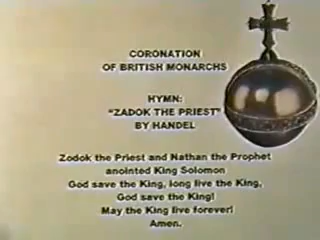 CORONATION
OF BRITISH MONARCHS
HYMN:
"ZADOK THE PRIEST"
BY HANDEL
Zadok the Priest and Nathan the Prophet
anointed King Solomon
God save the King, long live the King,
God save the King!
May the King live forever!
Amen.